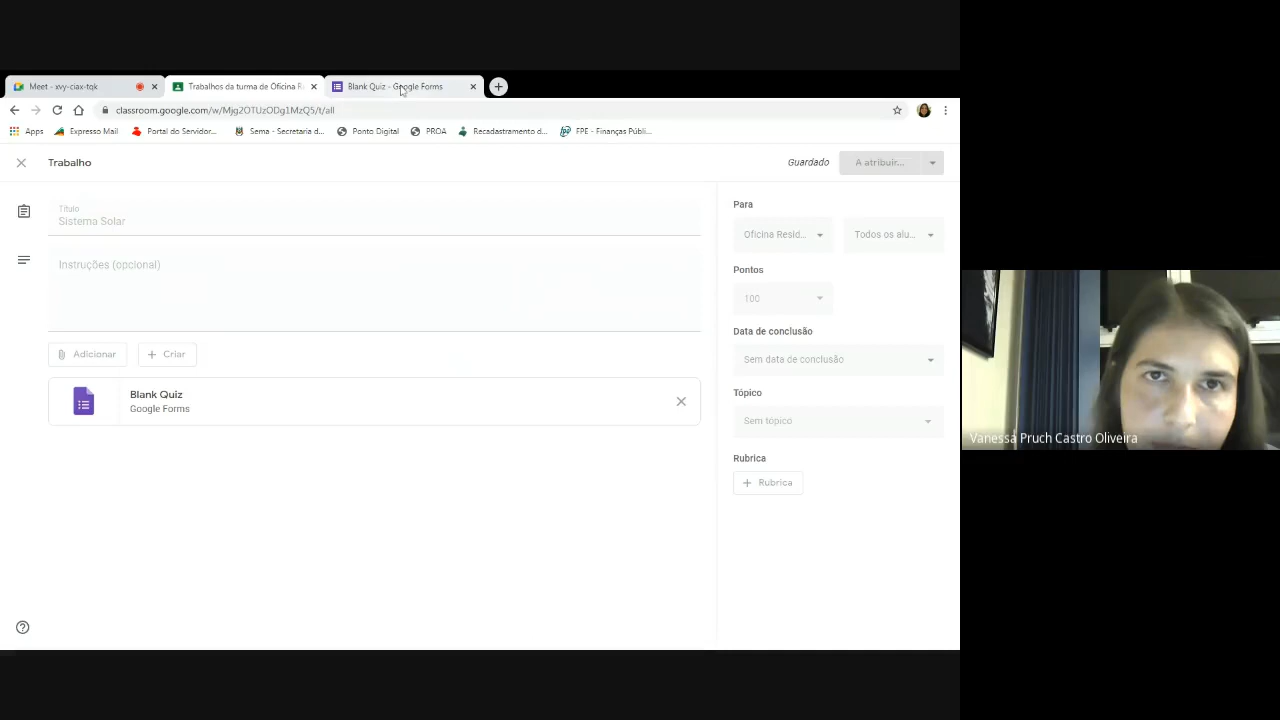 Meet - xvy-ciax-tqk
Trabalhos da turma de Oficina R
Blank Quiz - Google Forms
classroom.google.com/w/Mjg2OTUzODg1MzQ5/t/all
Apps
Expresso Mail
Portal do Servidor...
Sema - Secretaria d...
Ponto Digital
PROA
Recadastramento d...
FPE - Finanças Públi...
Trabalho
Guardado
A atribuir...
Título
Sistema Solar
Instruções (opcional)
Adicionar
Criar
Blank Quiz
Google Forms
Para
Oficina Resid...
Todos os alu...
Pontos
100
Data de conclusão
Sem data de conclusão
Tópico
Sem tópico
Rubrica
Rubrica
Vanessa Pruch Castro Oliveira